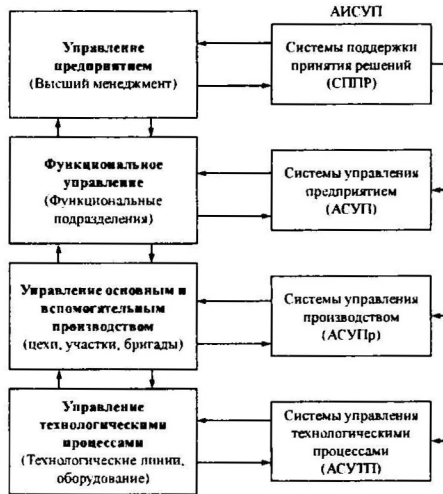 АИСУП
Управление
предприятием
(Высший менеджмент)
Системы поддержки
принятия решений
(СППР)
Функциональное
управление
(Функциональные
подразделения)
Системы управления
предприятием
(АСУП)
Управление основным и
вспомогательным
производством
(цехи, участки, бригады)
Системы управления
производством
(АСУПр)
Управление
технологическими
процессами
(Технологические линии,
оборудование)
Системы управления
технологическими
процессами
(АСУТП)